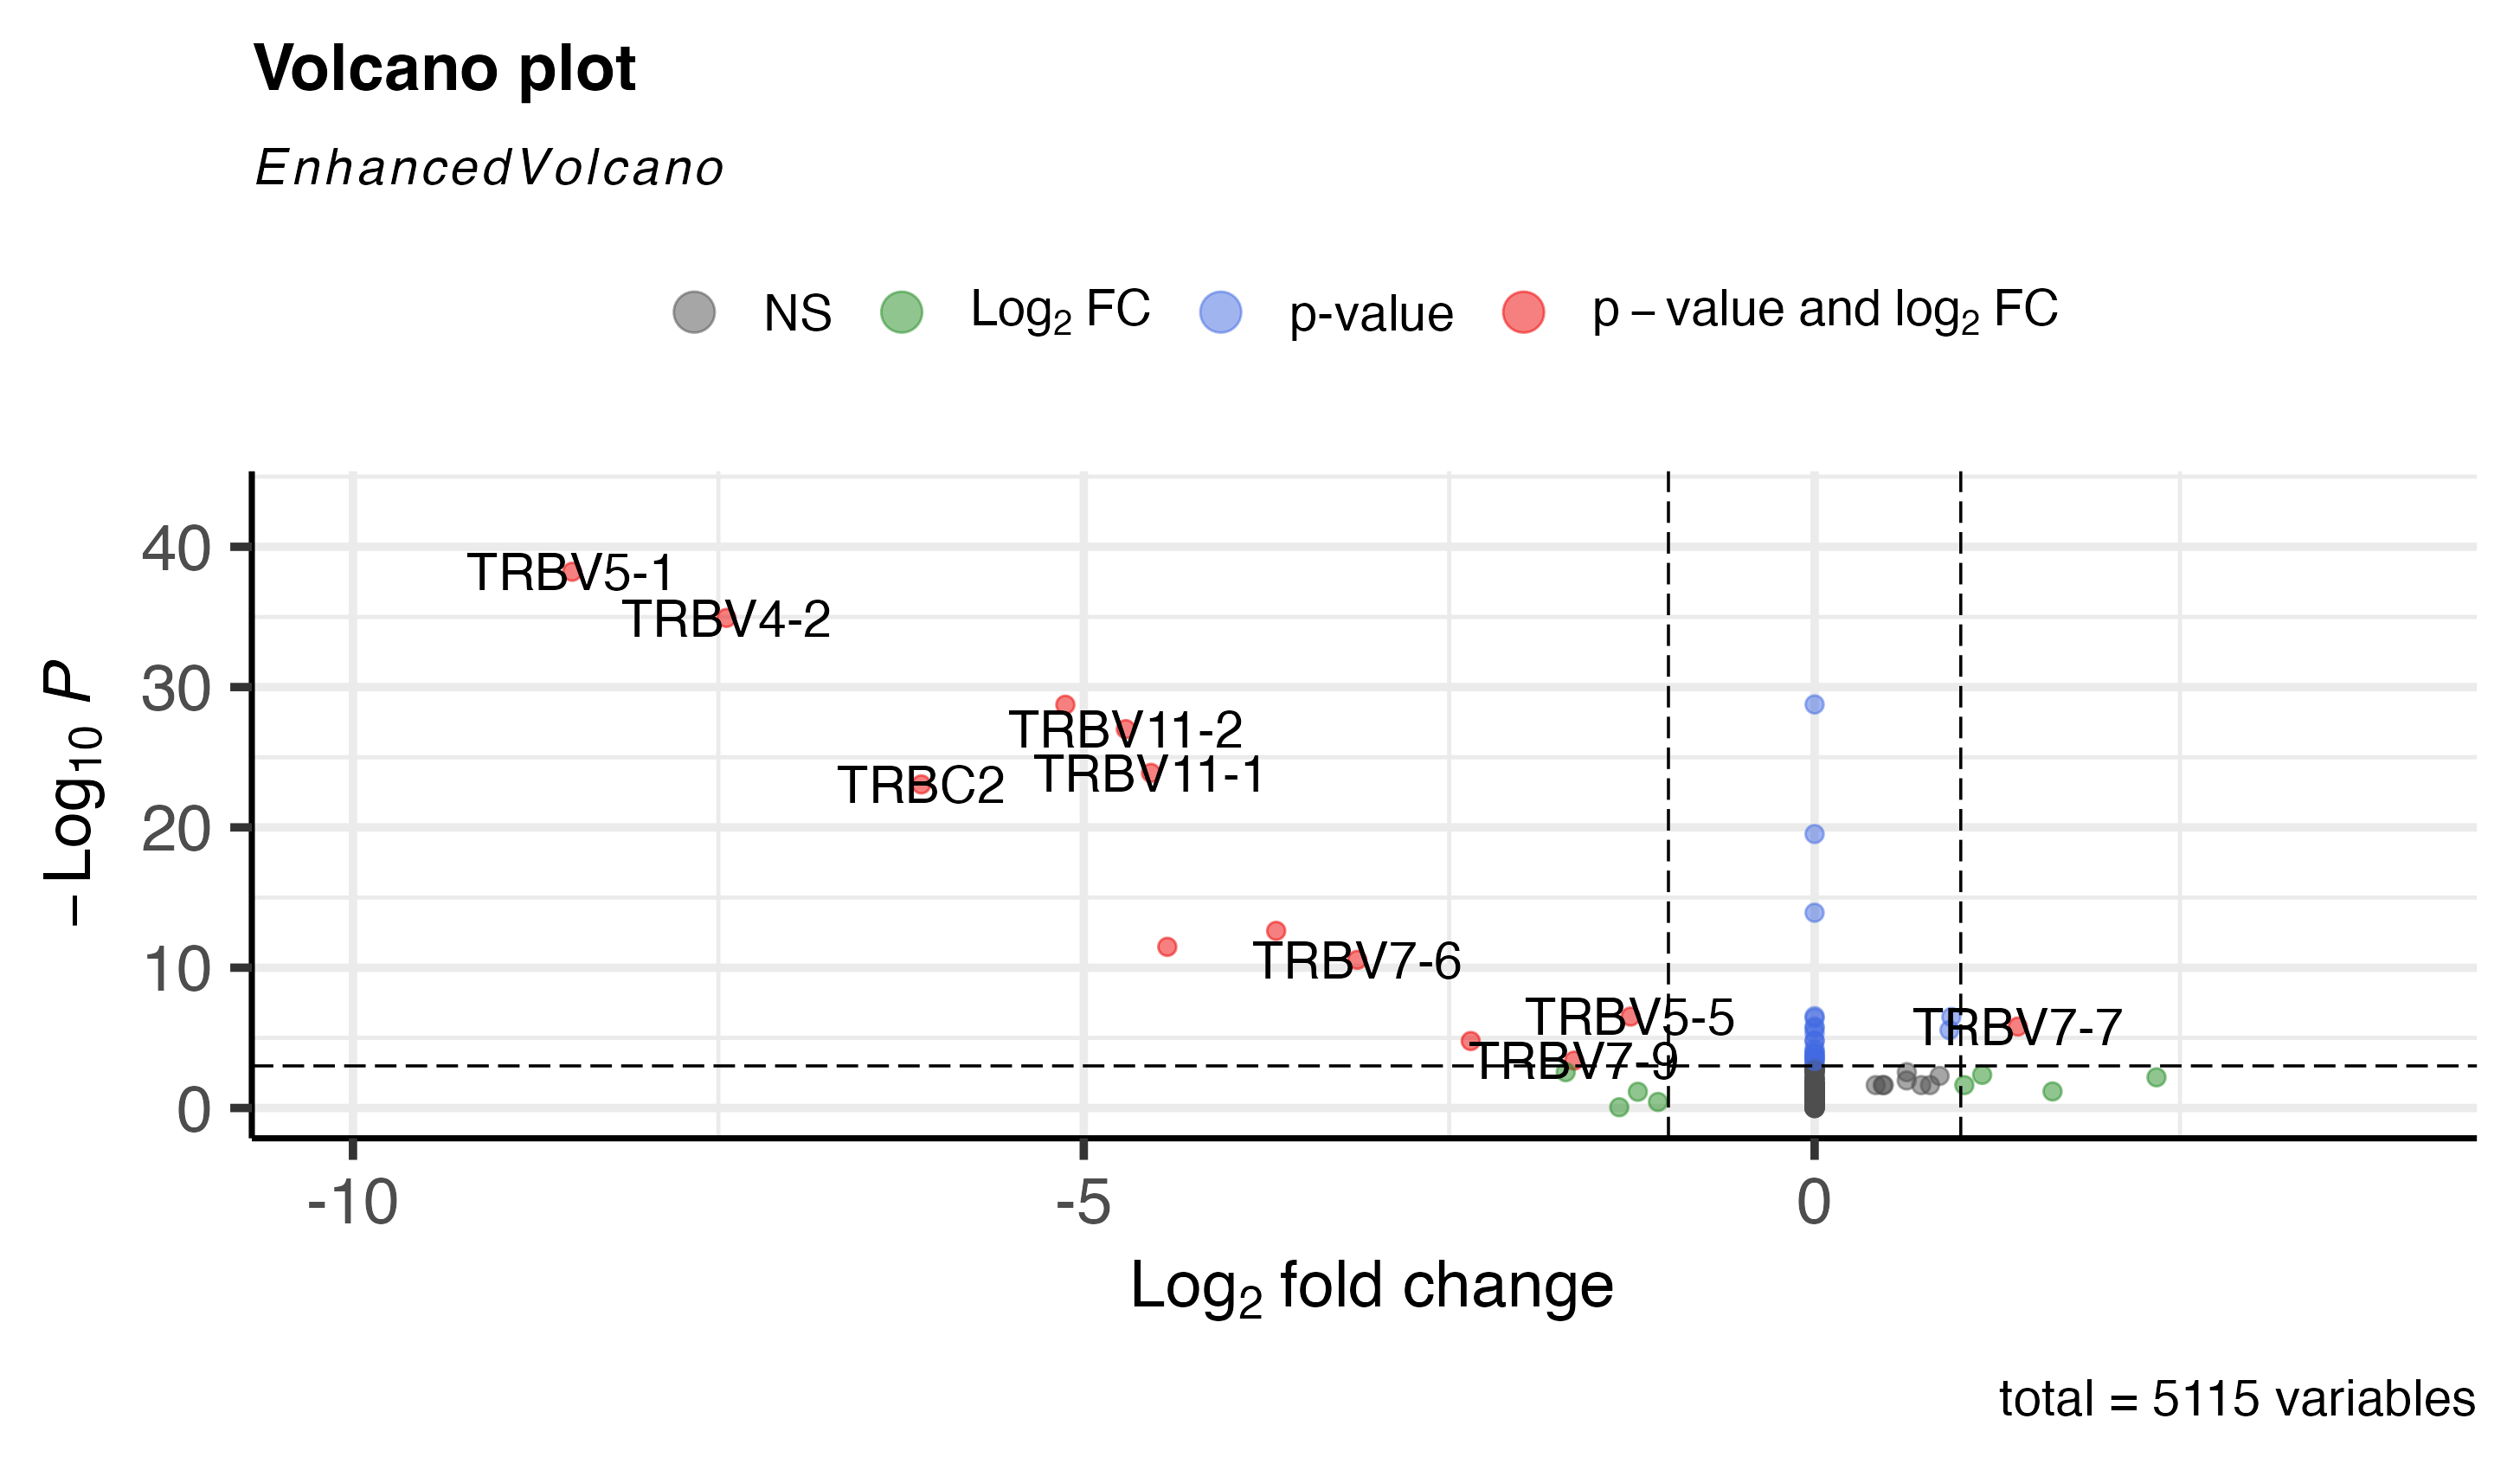 Volcano plot
EnhancedVolcano
NS Log₂ FC p-value p − value and log₂ FC
40
TRBV5-1
TRBV4-2
30
TRBV11-2
TRBV11-1
TRBC2
20
10
TRBV7-6
TRBV5-5
TRBV7-7
TRBV7-9
0
−Log₁₀ P
-10 -5 0
Log₂ fold change
total = 5115 variables